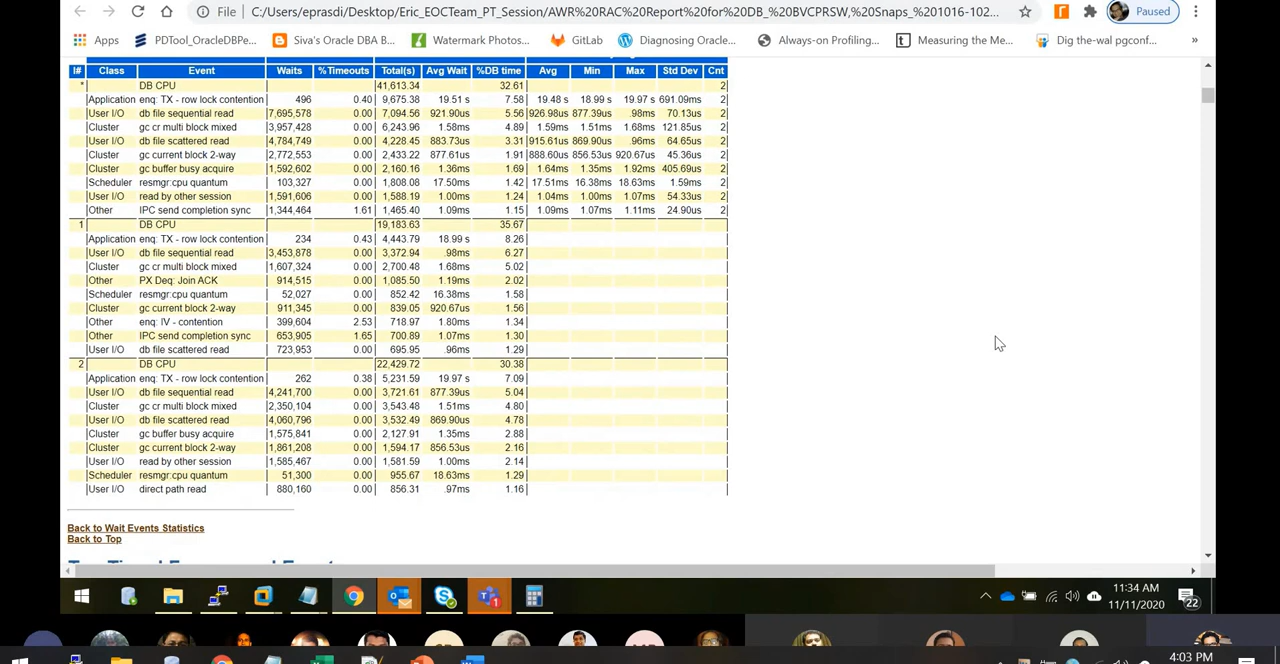 File | C:/Users/eprasdi/Desktop/Eric_EOCTeam_PT_Session/AWR%20RAC%20Report%20for%20DB_%20BVCPRSW,%20Snaps_%201016-102... Paused
Apps PDTool_OracleDBPe... Siva's Oracle DBA B... Watermark Photos... GitLab Diagnosing Oracle... Always-on Profiling... Measuring the Me... Dig the-wal pgconf... »
I# Class Event Waits %Timeouts Total(s) Avg Wait %DB time Avg Min Max Std Dev Cnt
* DB CPU 41,613.34 32.61 2
Application enq: TX - row lock contention 496 0.40 9,675.38 19.51 s 7.58 19.48 s 18.99 s 19.97 s 691.09ms 2
User I/O db file sequential read 7,695,578 0.00 7,094.56 921.90us 5.56 926.98us 877.39us .98ms 70.13us 2
Cluster gc cr multi block mixed 3,957,428 0.00 6,243.96 1.58ms 4.89 1.59ms 1.51ms 1.68ms 121.85us 2
User I/O db file scattered read 4,784,749 0.00 4,228.45 883.73us 3.31 915.61us 869.90us .96ms 64.65us 2
Cluster gc current block 2-way 2,772,553 0.00 2,433.22 877.61us 1.91 888.60us 856.53us 920.67us 45.36us 2
Cluster gc buffer busy acquire 1,592,602 0.00 2,160.16 1.36ms 1.69 1.64ms 1.35ms 1.92ms 405.69us 2
Scheduler resmgr:cpu quantum 103,327 0.00 1,808.08 17.50ms 1.42 17.51ms 16.38ms 18.63ms 1.59ms 2
User I/O read by other session 1,591,606 0.00 1,588.19 1.00ms 1.24 1.04ms 1.00ms 1.07ms 54.33us 2
Other IPC send completion sync 1,344,464 1.61 1,465.40 1.09ms 1.15 1.09ms 1.07ms 1.11ms 24.90us 2
1 DB CPU 19,183.63 35.67
Application enq: TX - row lock contention 234 0.43 4,443.79 18.99 s 8.26
User I/O db file sequential read 3,453,878 0.00 3,372.94 .98ms 6.27
Cluster gc cr multi block mixed 1,607,324 0.00 2,700.48 1.68ms 5.02
Other PX Deq: Join ACK 914,515 0.00 1,085.50 1.19ms 2.02
Scheduler resmgr:cpu quantum 52,027 0.00 852.42 16.38ms 1.58
Cluster gc current block 2-way 911,345 0.00 839.05 920.67us 1.56
Other enq: IV - contention 399,604 2.53 718.97 1.80ms 1.34
Other IPC send completion sync 653,905 1.65 700.89 1.07ms 1.30
User I/O db file scattered read 723,953 0.00 695.95 .96ms 1.29
2 DB CPU 22,429.72 30.38
Application enq: TX - row lock contention 262 0.38 5,231.59 19.97 s 7.09
User I/O db file sequential read 4,241,700 0.00 3,721.61 877.39us 5.04
Cluster gc cr multi block mixed 2,350,104 0.00 3,543.48 1.51ms 4.80
User I/O db file scattered read 4,060,796 0.00 3,532.49 869.90us 4.78
Cluster gc buffer busy acquire 1,575,841 0.00 2,127.91 1.35ms 2.88
Cluster gc current block 2-way 1,861,208 0.00 1,594.17 856.53us 2.16
User I/O read by other session 1,585,467 0.00 1,581.59 1.00ms 2.14
Scheduler resmgr:cpu quantum 51,300 0.00 955.67 18.63ms 1.29
User I/O direct path read 880,160 0.00 856.31 .97ms 1.16
Back to Wait Events Statistics
Back to Top
11:34 AM
11/11/2020
22
4:03 PM